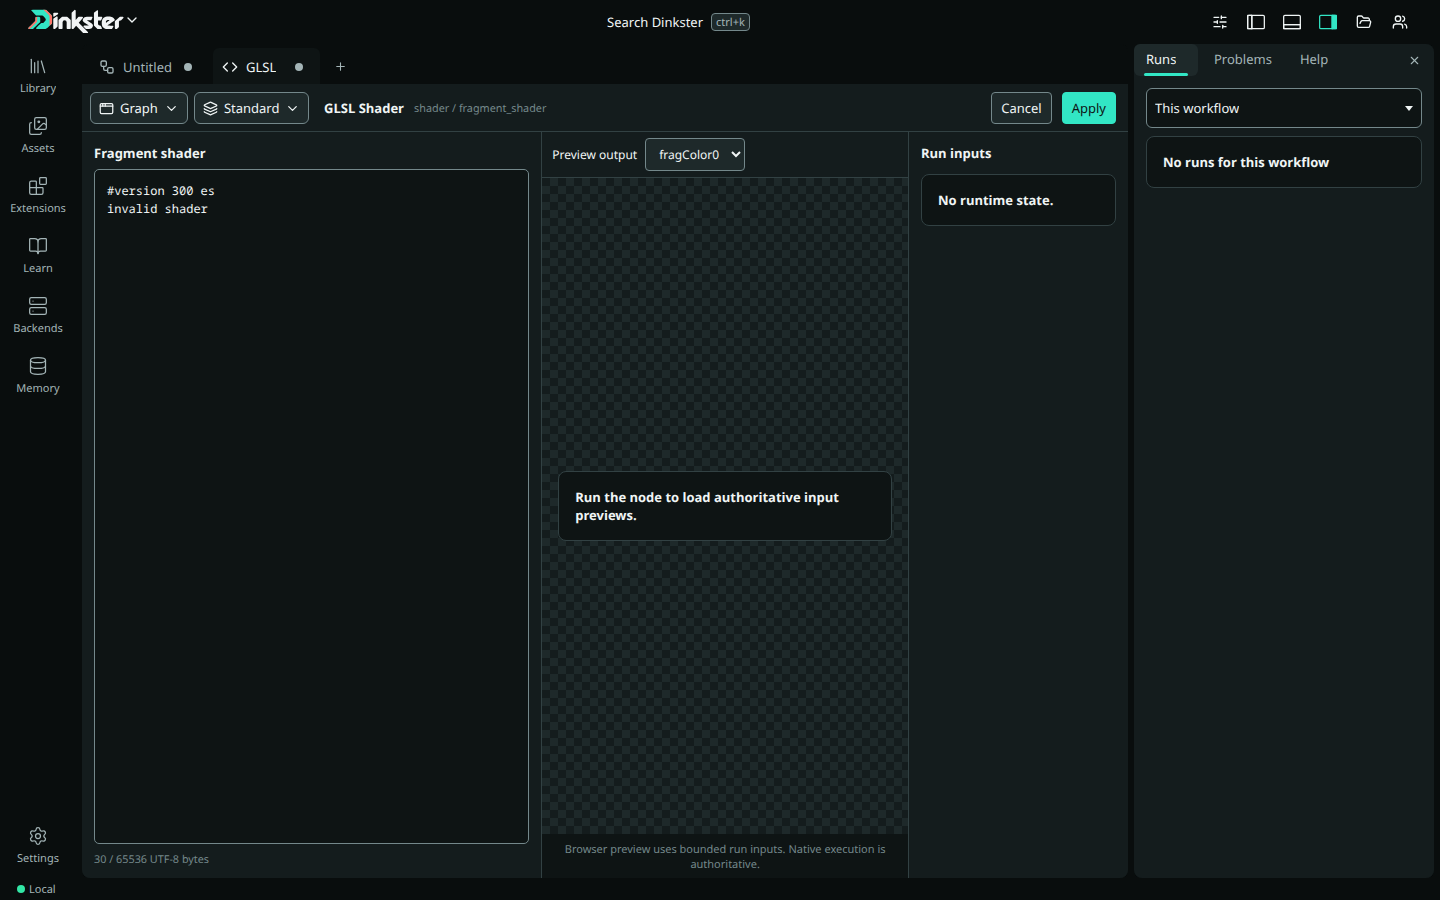 Dinkster
Search Dinkster ctrl+k
Library
Assets
Extensions
Learn
Backends
Memory
Settings
Local
Untitled
GLSL
Graph
Standard
GLSL Shader shader / fragment_shader
Cancel
Apply
Fragment shader
#version 300 es
invalid shader
30 / 65536 UTF-8 bytes
Preview output fragColor0
Run the node to load authoritative input
previews.
Browser preview uses bounded run inputs. Native execution is
authoritative.
Run inputs
No runtime state.
Runs Problems Help
This workflow
No runs for this workflow